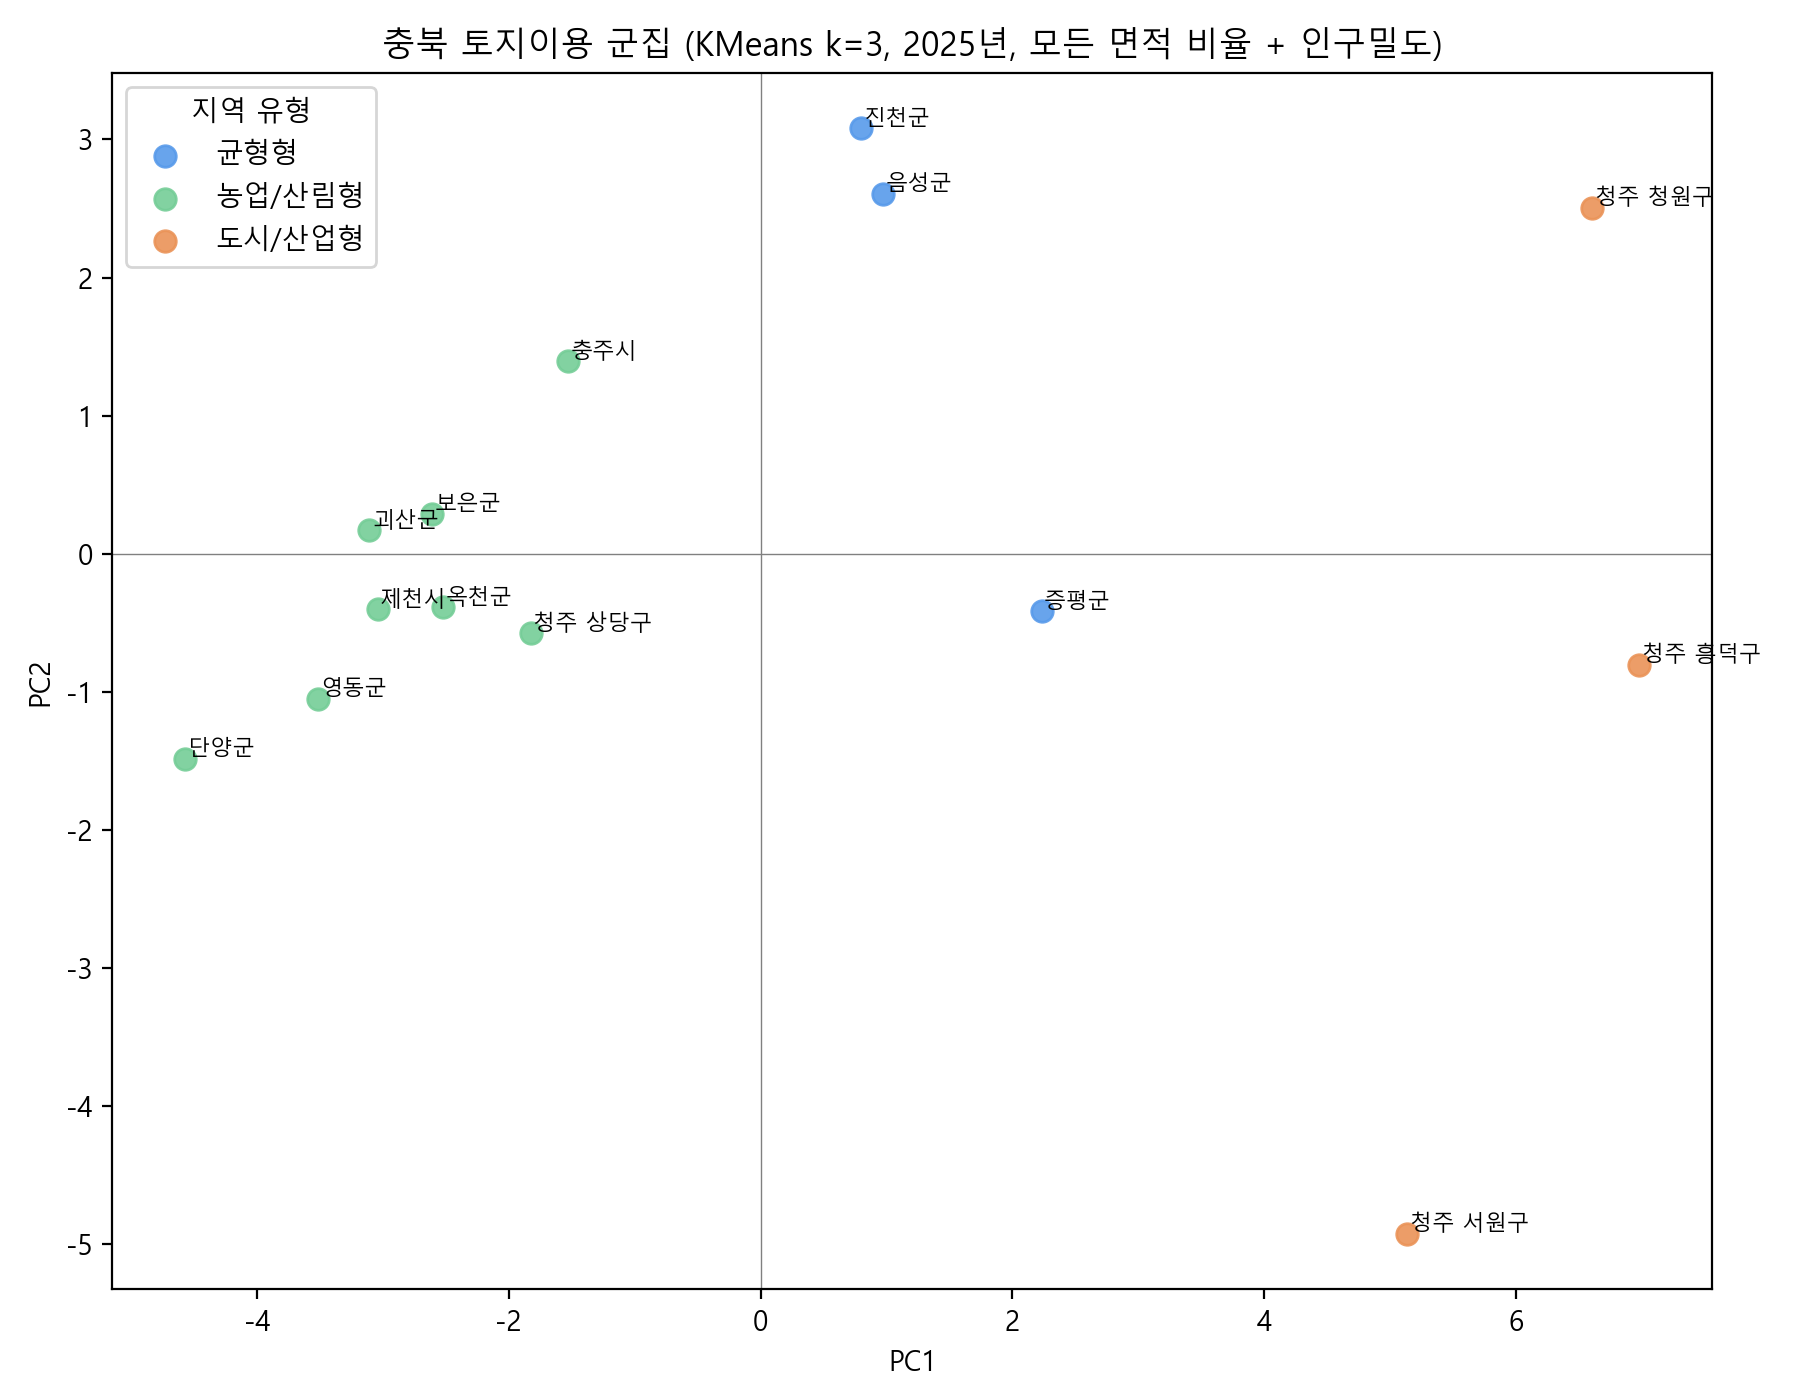 충북 토지이용 군집 (KMeans k=3, 2025년, 모든 면적 비율 + 인구밀도)
지역 유형
균형형
농업/산림형
도시/산업형
진천군
음성군
청주 청원구
충주시
보은군
괴산군
제천시
옥천군
청주 상당구
증평군
청주 흥덕구
영동군
단양군
청주 서원구
3
2
1
0
-1
-2
-3
-4
-5
PC2
-4
-2
0
2
4
6
PC1